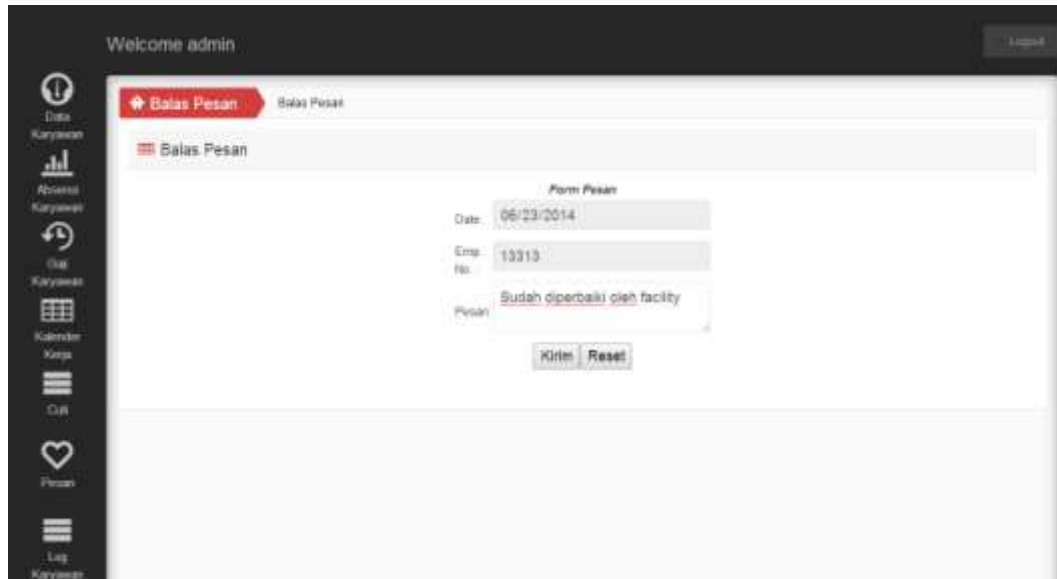 Welcome admin
Logout
Data
Karyawan
Absensi
Karyawan
Gaji
Karyawan
Kalender
Kerja
Cuti
Pesan
Log
Karyawan
Balas Pesan
Balas Pesan
Balas Pesan
Form Pesan
Date
06/23/2014
Emp.
No.
13313
Pesan
Sudah diperbaiki oleh facility
Kirim Reset